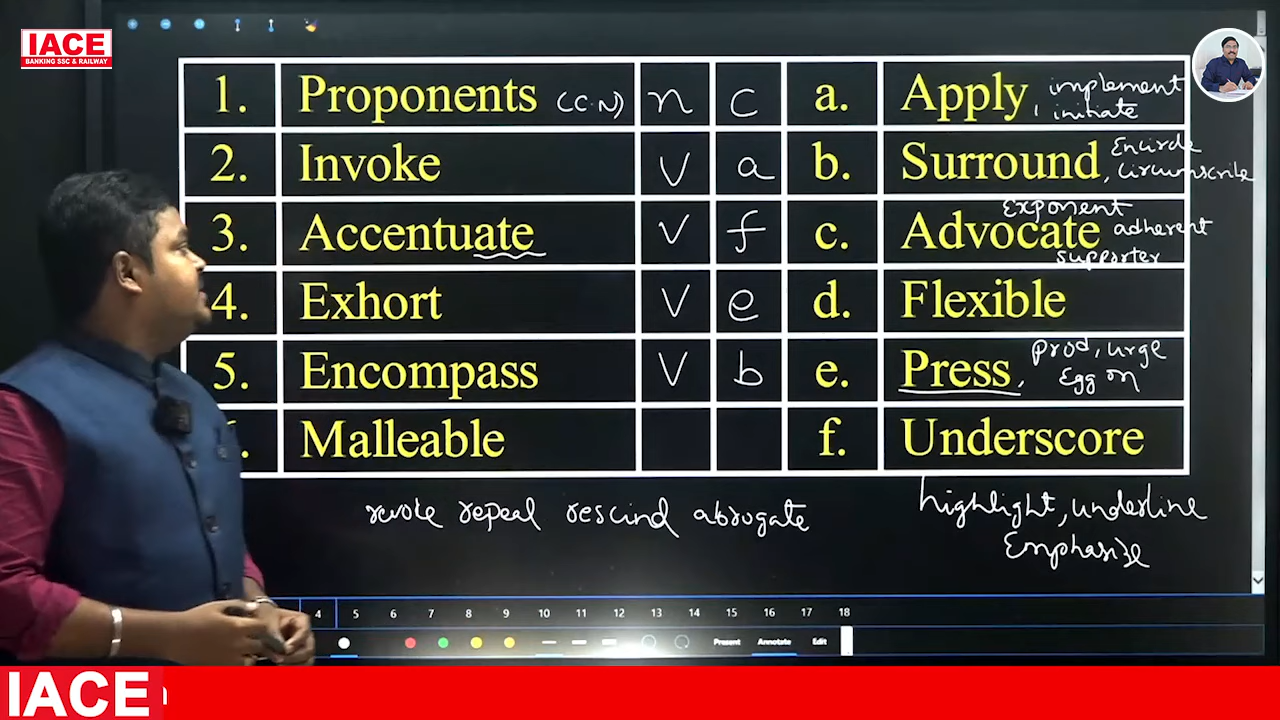 IACE
BANKING SSC & RAILWAY
1. Proponents (C.N) n c a. Apply, implement
initiate
2. Invoke V a b. Surround, Encircle
circumscribe
exponent
3. Accentuate V f c. Advocate adherent
supporter
4. Exhort V e d. Flexible
5. Encompass V b e. Press, prod, urge
Egg on
Malleable f. Underscore
revoke repeal rescind abrogate
highlight, underline
Emphasise
4 5 6 7 8 9 10 11 12 13 14 15 16 17 18
Present Annotate Edit
IACE